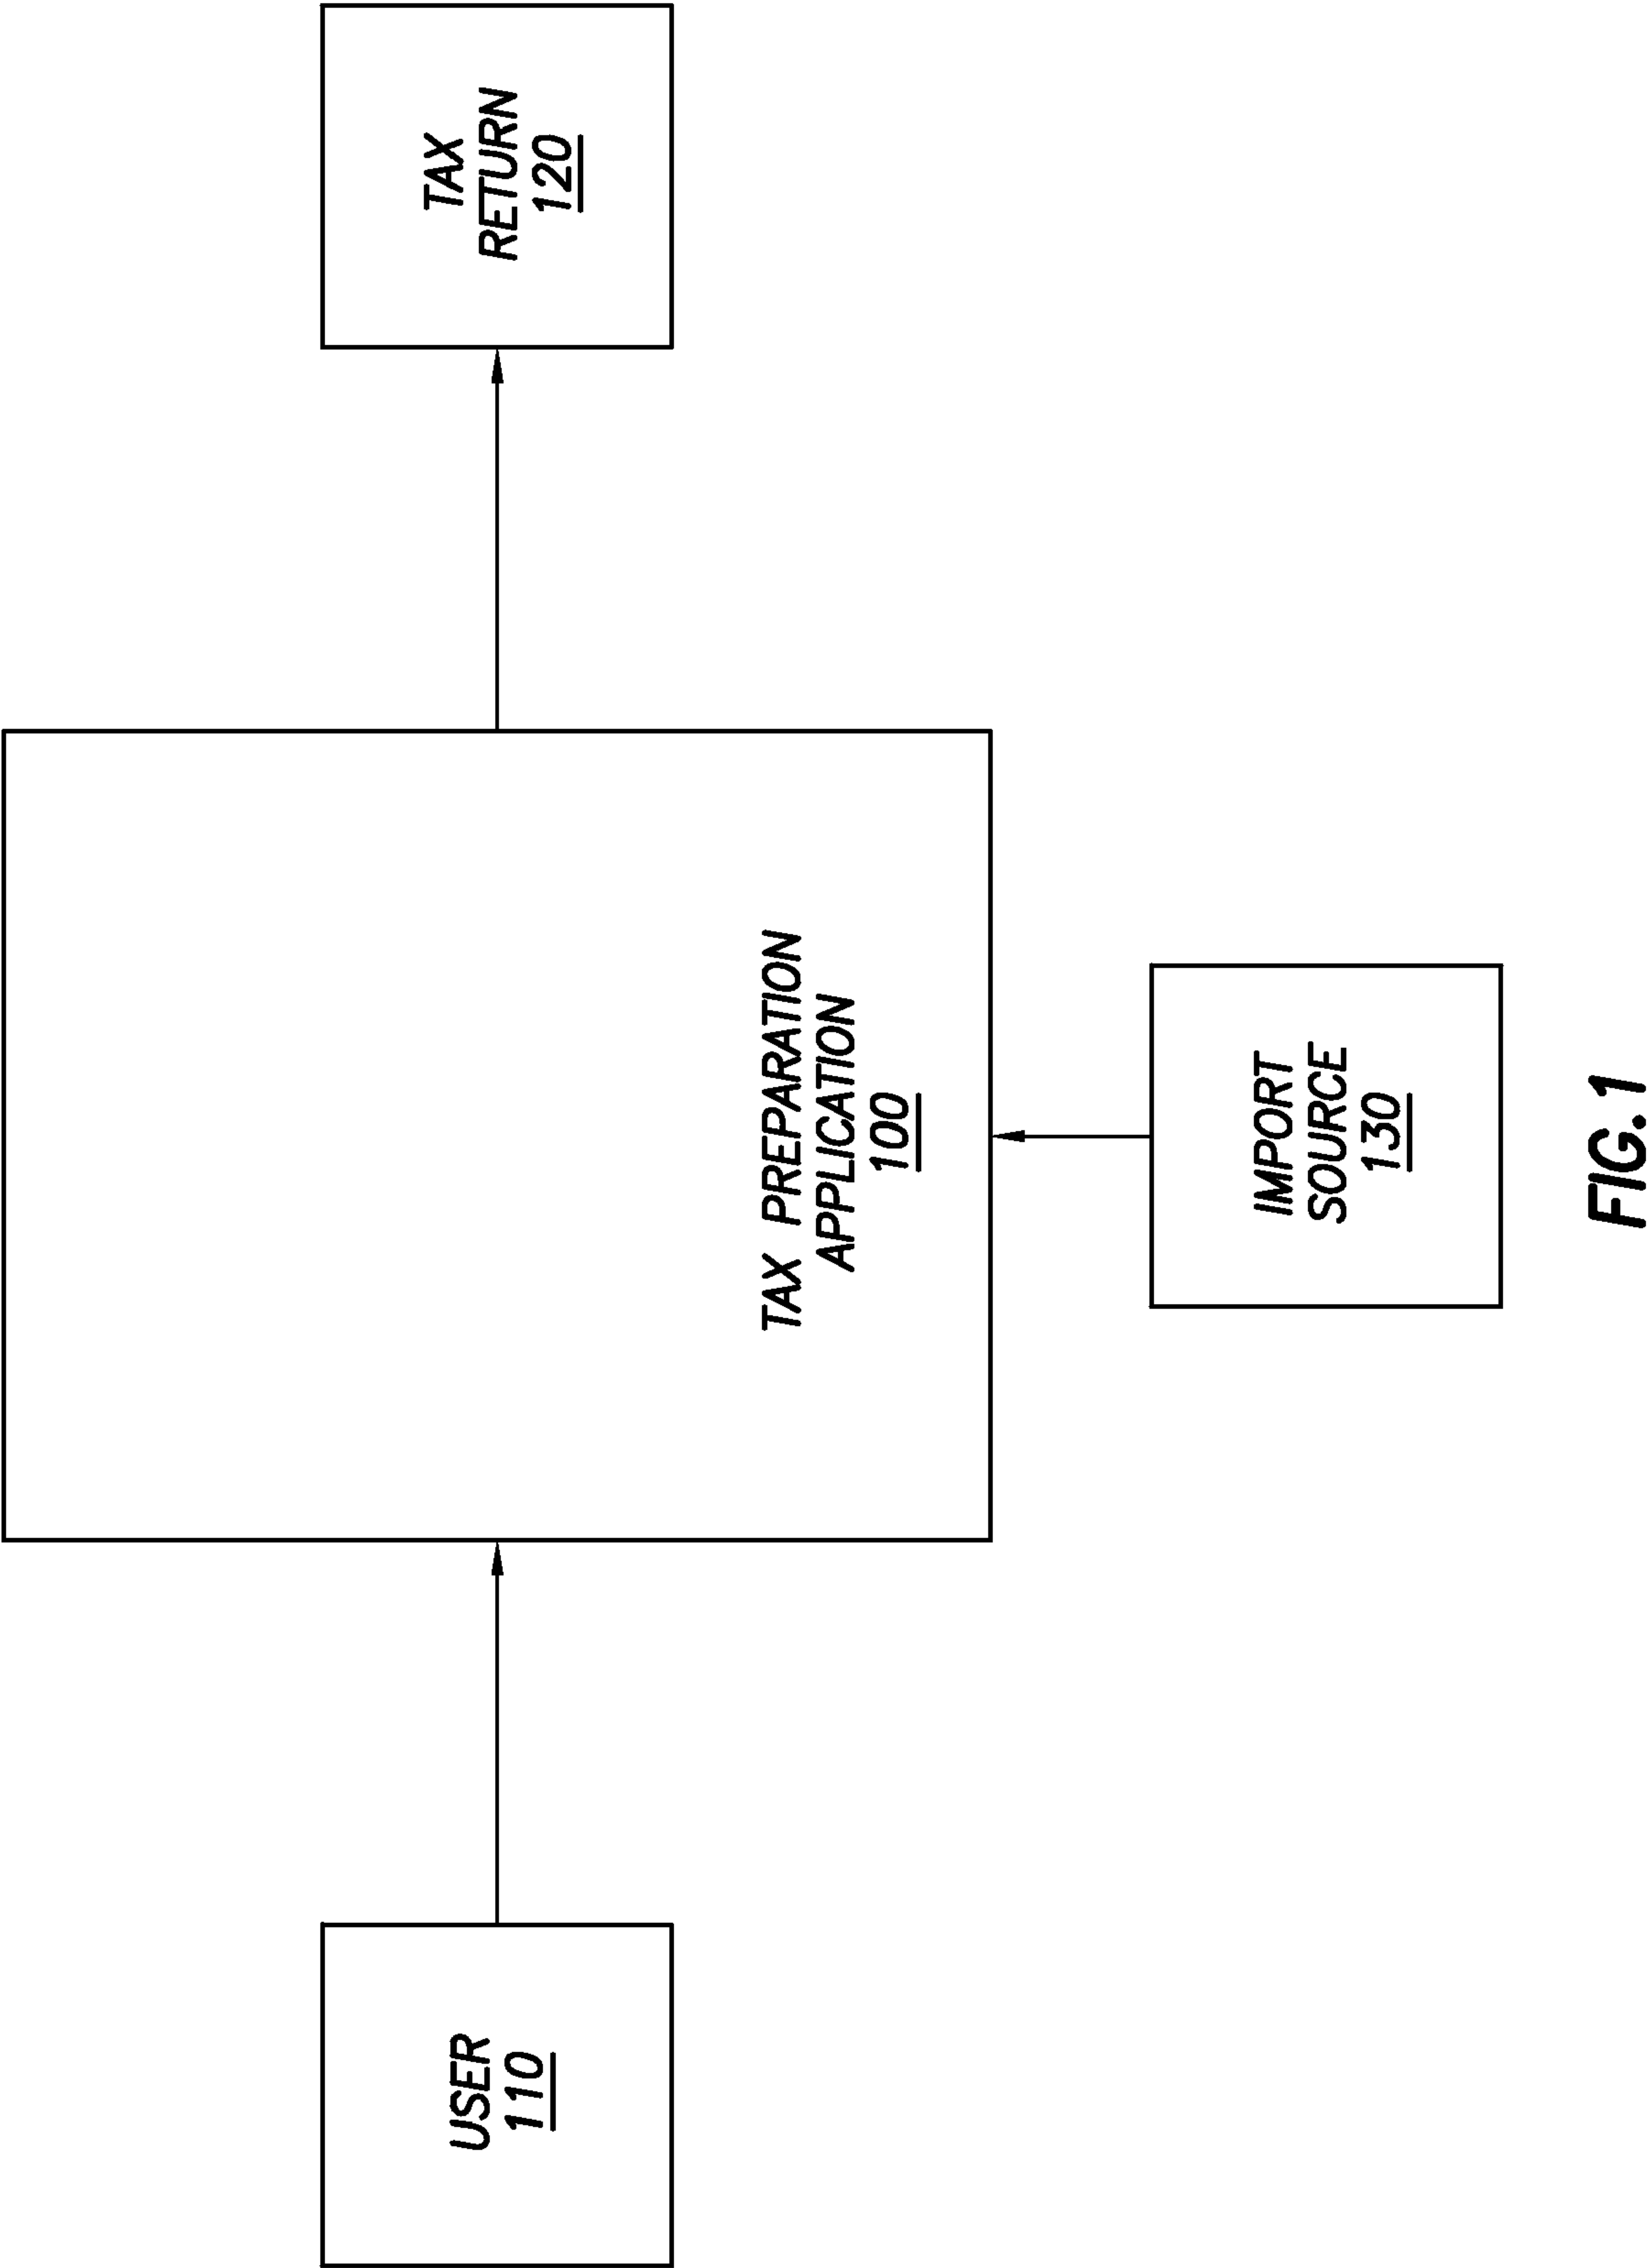 USER
110
TAX PREPARATION
APPLICATION
100
TAX
RETURN
120
IMPORT
SOURCE
130
FIG.1